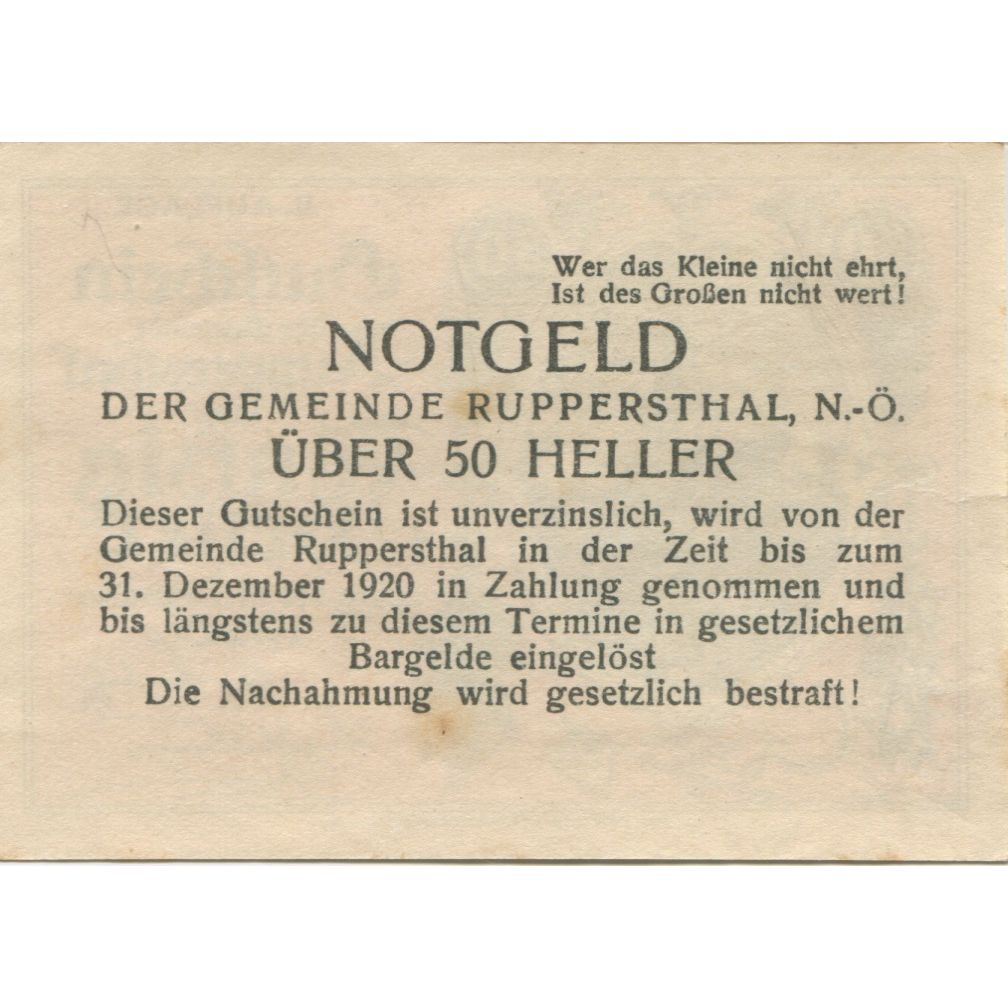 Wer das Kleine nicht ehrt,
Ist des Großen nicht wert!
NOTGELD
DER GEMEINDE RUPPERSTHAL, N.-Ö.
ÜBER 50 HELLER
Dieser Gutschein ist unverzinslich, wird von der
Gemeinde Ruppersthal in der Zeit bis zum
31. Dezember 1920 in Zahlung genommen und
bis längstens zu diesem Termine in gesetzlichem
Bargelde eingelöst
Die Nachahmung wird gesetzlich bestraft!